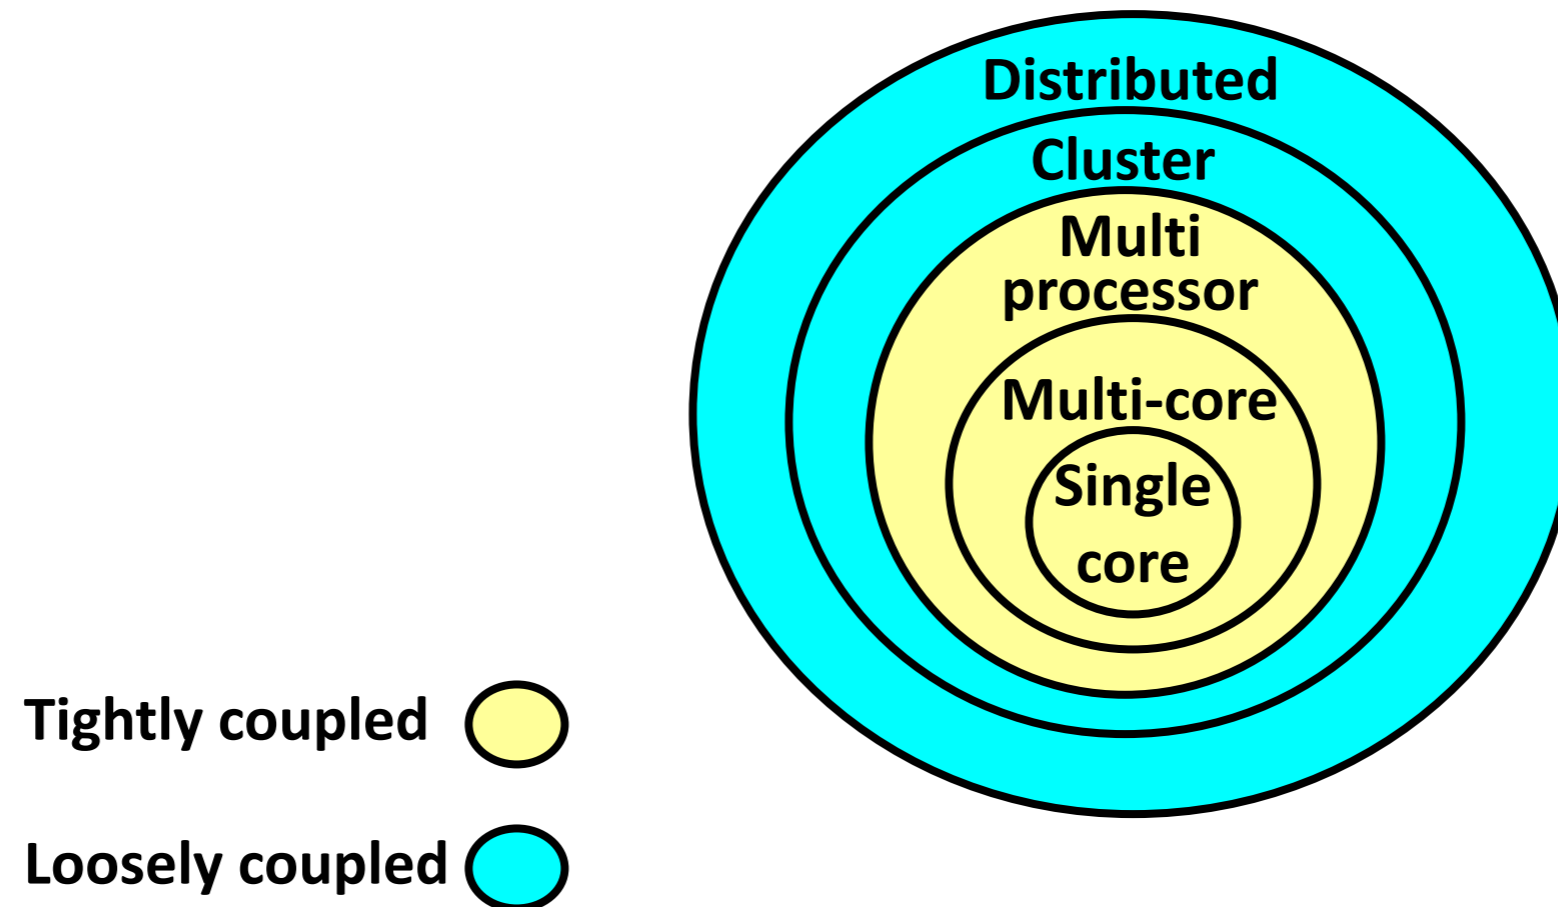 Distributed
Cluster
Multi
processor
Multi-core
Single
core
Tightly coupled
Loosely coupled